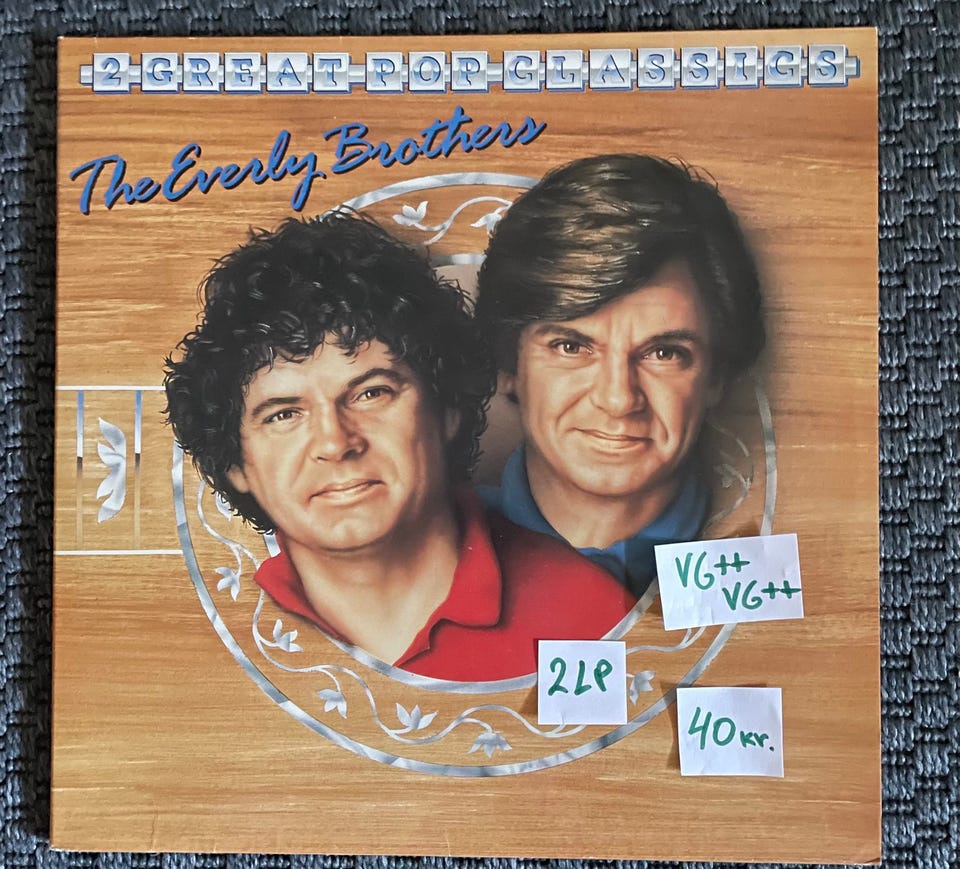 2 GREAT POP CLASSICS
The Everly Brothers
VG++
VG++
2LP
40 kr.